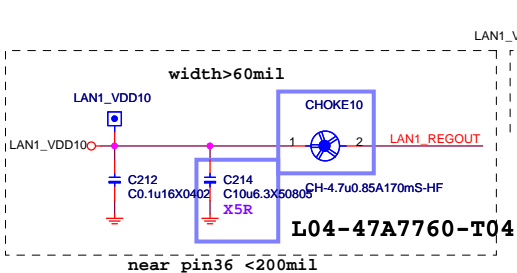 LAN1_V
width>60mil
LAN1_VDD10
CHOKE10
LAN1_VDD10
1
2
LAN1_REGOUT
C212
C0.1u16X0402
C214
C10u6.3X50805
X5R
CH-4.7u0.85A170mS-HF
L04-47A7760-T04
near pin36 <200mil